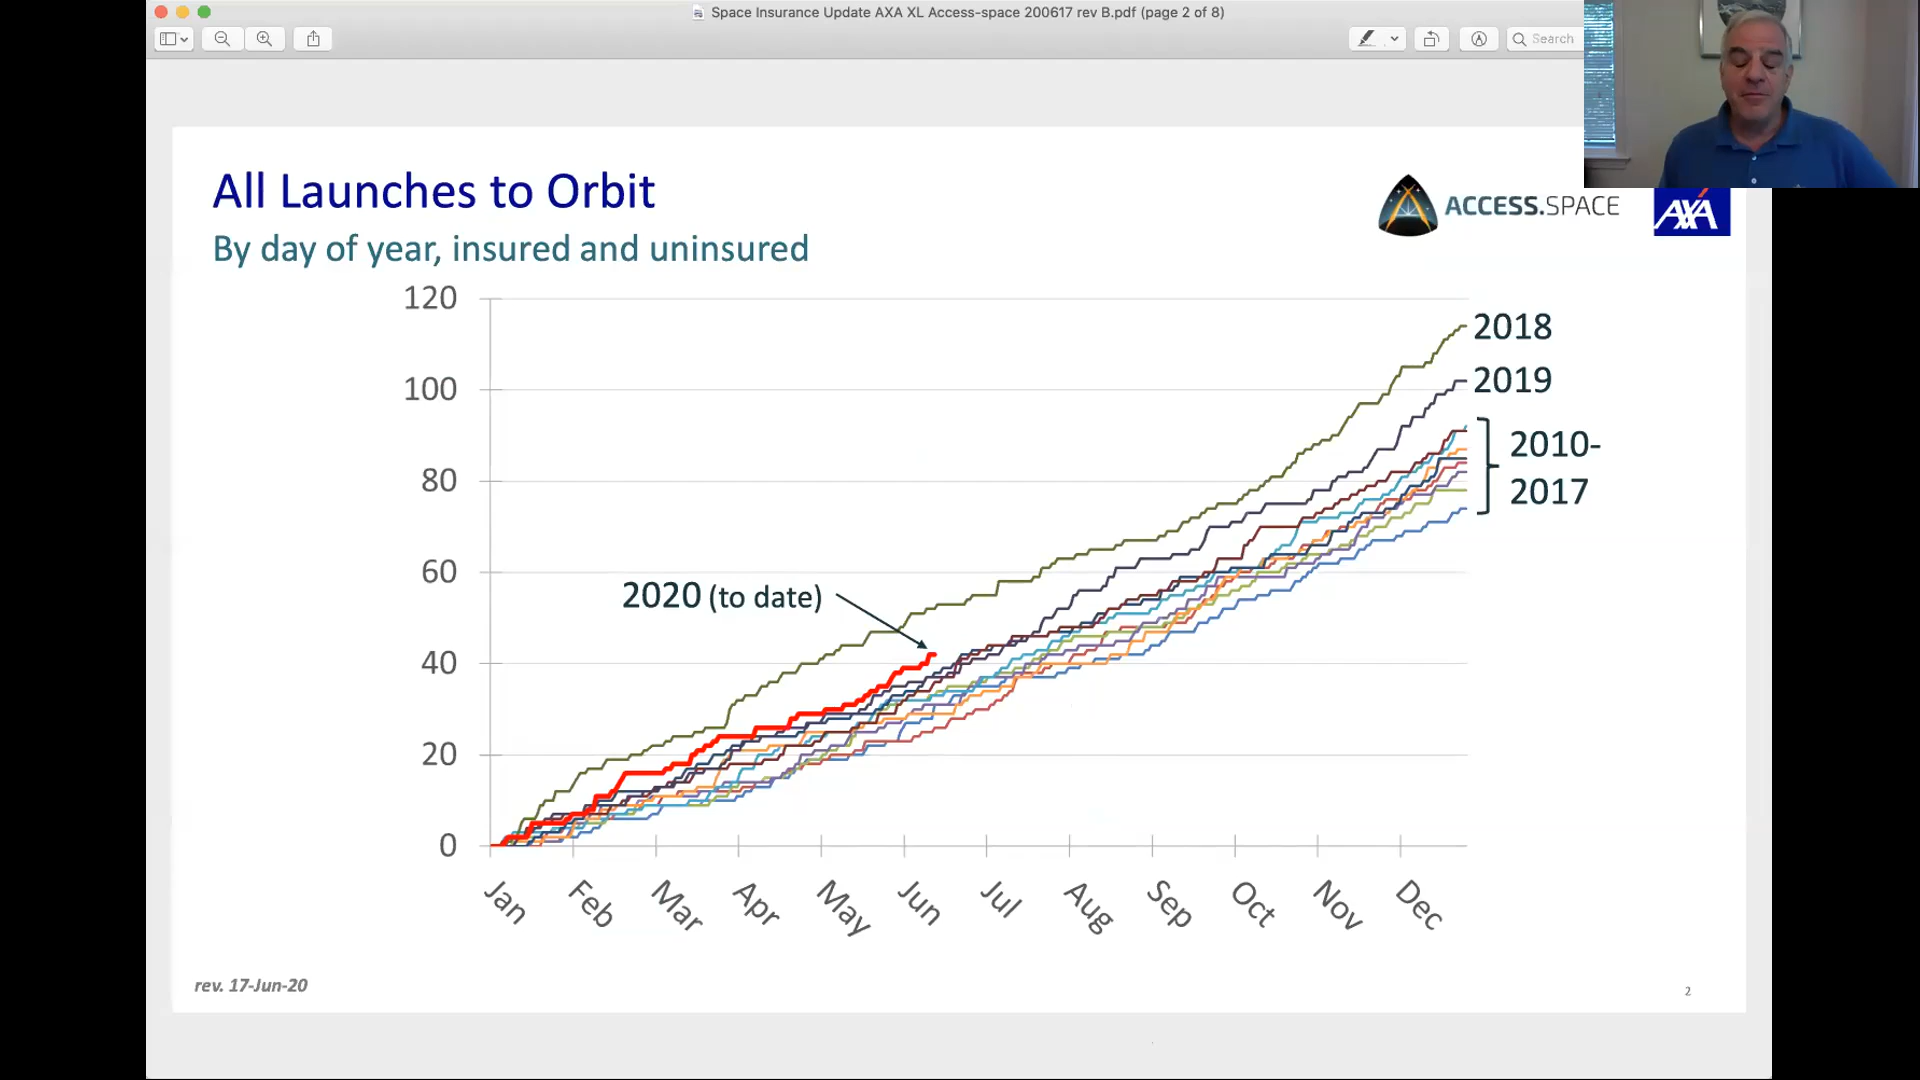 Space Insurance Update AXA XL Access-space 200617 rev B.pdf (page 2 of 8)
Search
All Launches to Orbit
By day of year, insured and uninsured
ACCESS.SPACE
AXA
120
100
80
60
40
20
0
2018
2019
2010-
2017
2020 (to date)
Jan
Feb
Mar
Apr
May
Jun
Jul
Aug
Sep
Oct
Nov
Dec
rev. 17-Jun-20
2